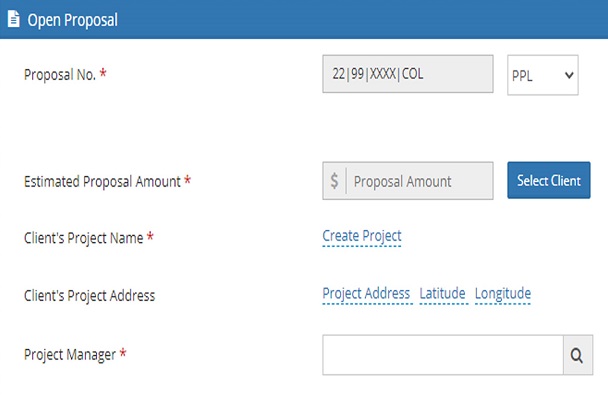 Open Proposal
Proposal No. * 22|99|XXXX|COL PPL
Estimated Proposal Amount * $ Proposal Amount Select Client
Client's Project Name * Create Project
Client's Project Address Project Address Latitude Longitude
Project Manager *